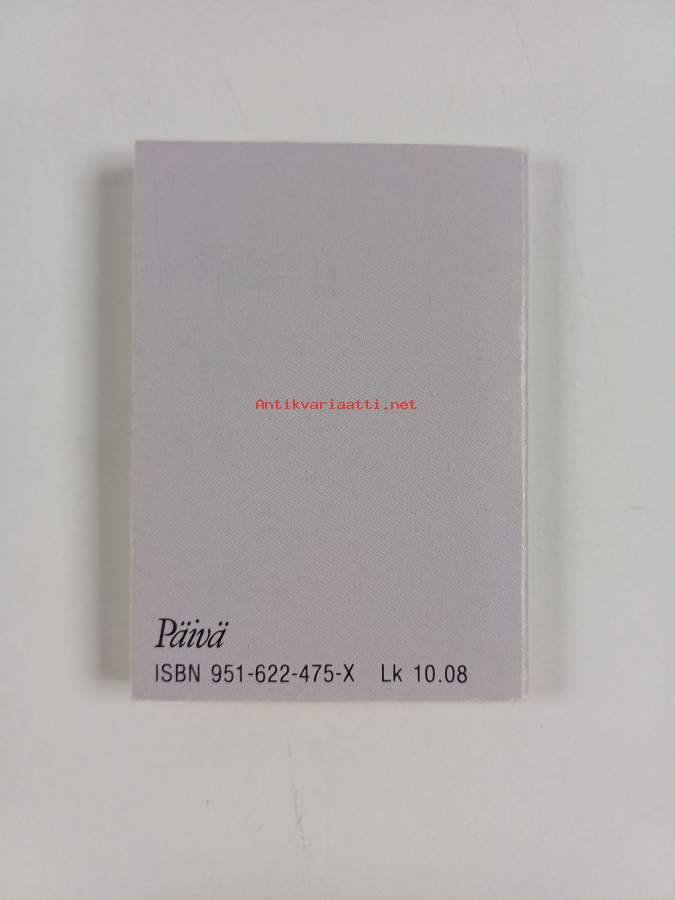 Antikvariaatti.net
Päivä
ISBN 951-622-475-X Lk 10.08